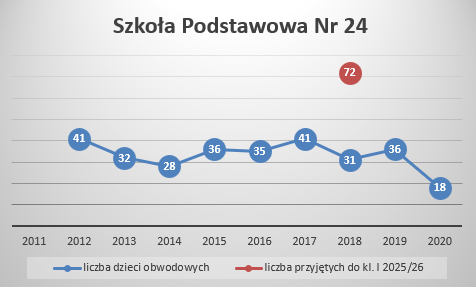 Szkoła Podstawowa Nr 24
72
41 32 28 36 35 41 31 36 18
2011 2012 2013 2014 2015 2016 2017 2018 2019 2020
liczba dzieci obwodowych liczba przyjętych do kl. I 2025/26